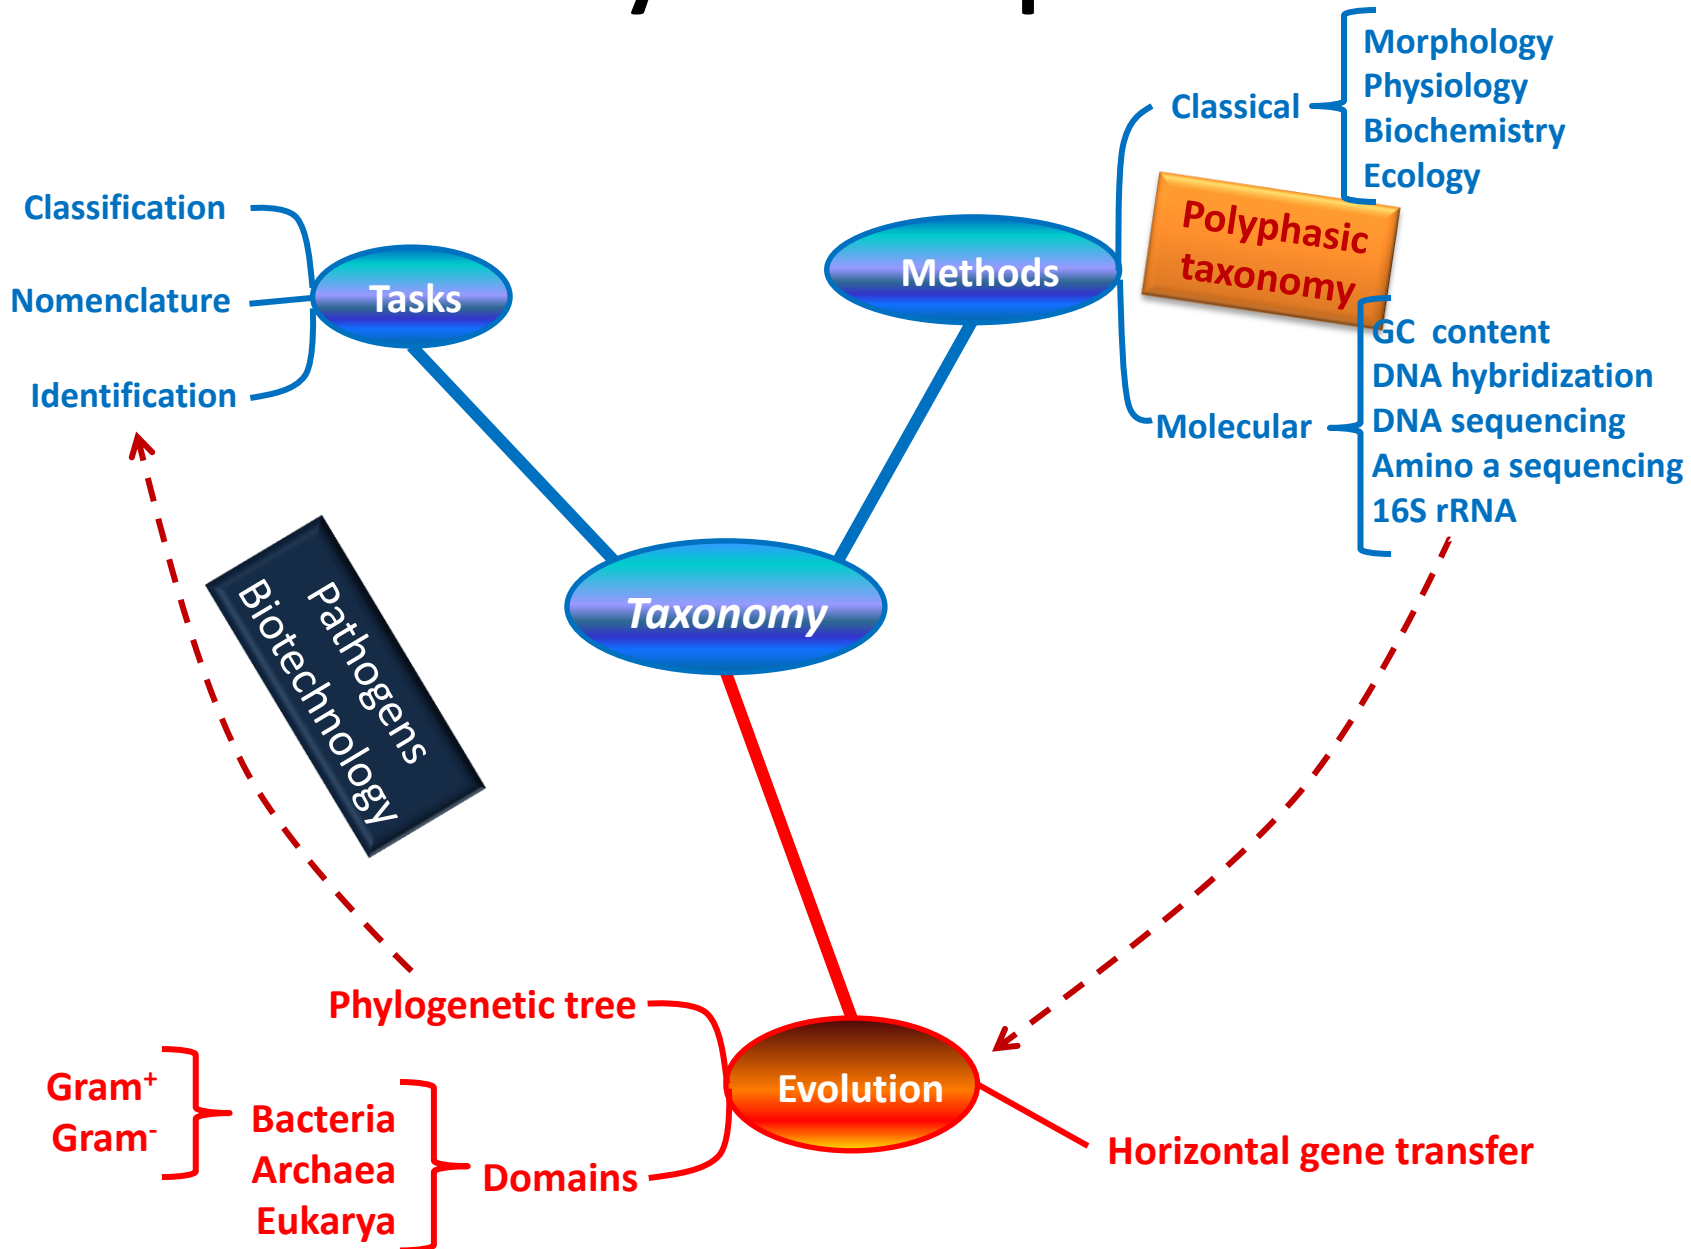 Classification
Nomenclature
Identification
Tasks
Methods
Classical
Morphology
Physiology
Biochemistry
Ecology
Polyphasic
taxonomy
Molecular
GC content
DNA hybridization
DNA sequencing
Amino a sequencing
16S rRNA
Taxonomy
Pathogens
Biotechnology
Phylogenetic tree
Evolution
Gram⁺
Gram⁻
Bacteria
Archaea
Eukarya
Domains
Horizontal gene transfer